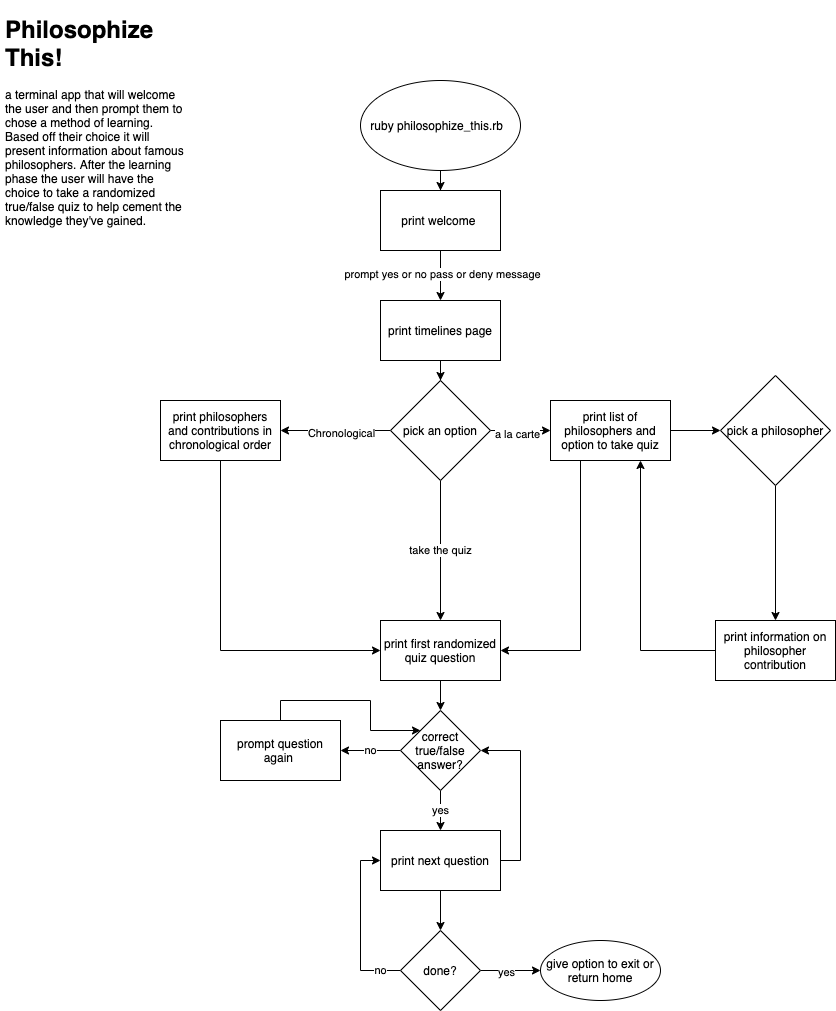 Philosophize
This!
a terminal app that will welcome
the user and then prompt them to
chose a method of learning.
Based off their choice it will
present information about famous
philosophers. After the learning
phase the user will have the
choice to take a randomized
true/false quiz to help cement the
knowledge they've gained.
ruby philosophize_this.rb
print welcome
prompt yes or no pass or deny message
print timelines page
print philosophers
and contributions in
chronological order
Chronological
pick an option
a la carte
print list of
philosophers and
option to take quiz
pick a philosopher
take the quiz
print first randomized
quiz question
print information on
philosopher
contribution
prompt question
again
no
correct
true/false
answer?
yes
print next question
no
done?
yes
give option to exit or
return home